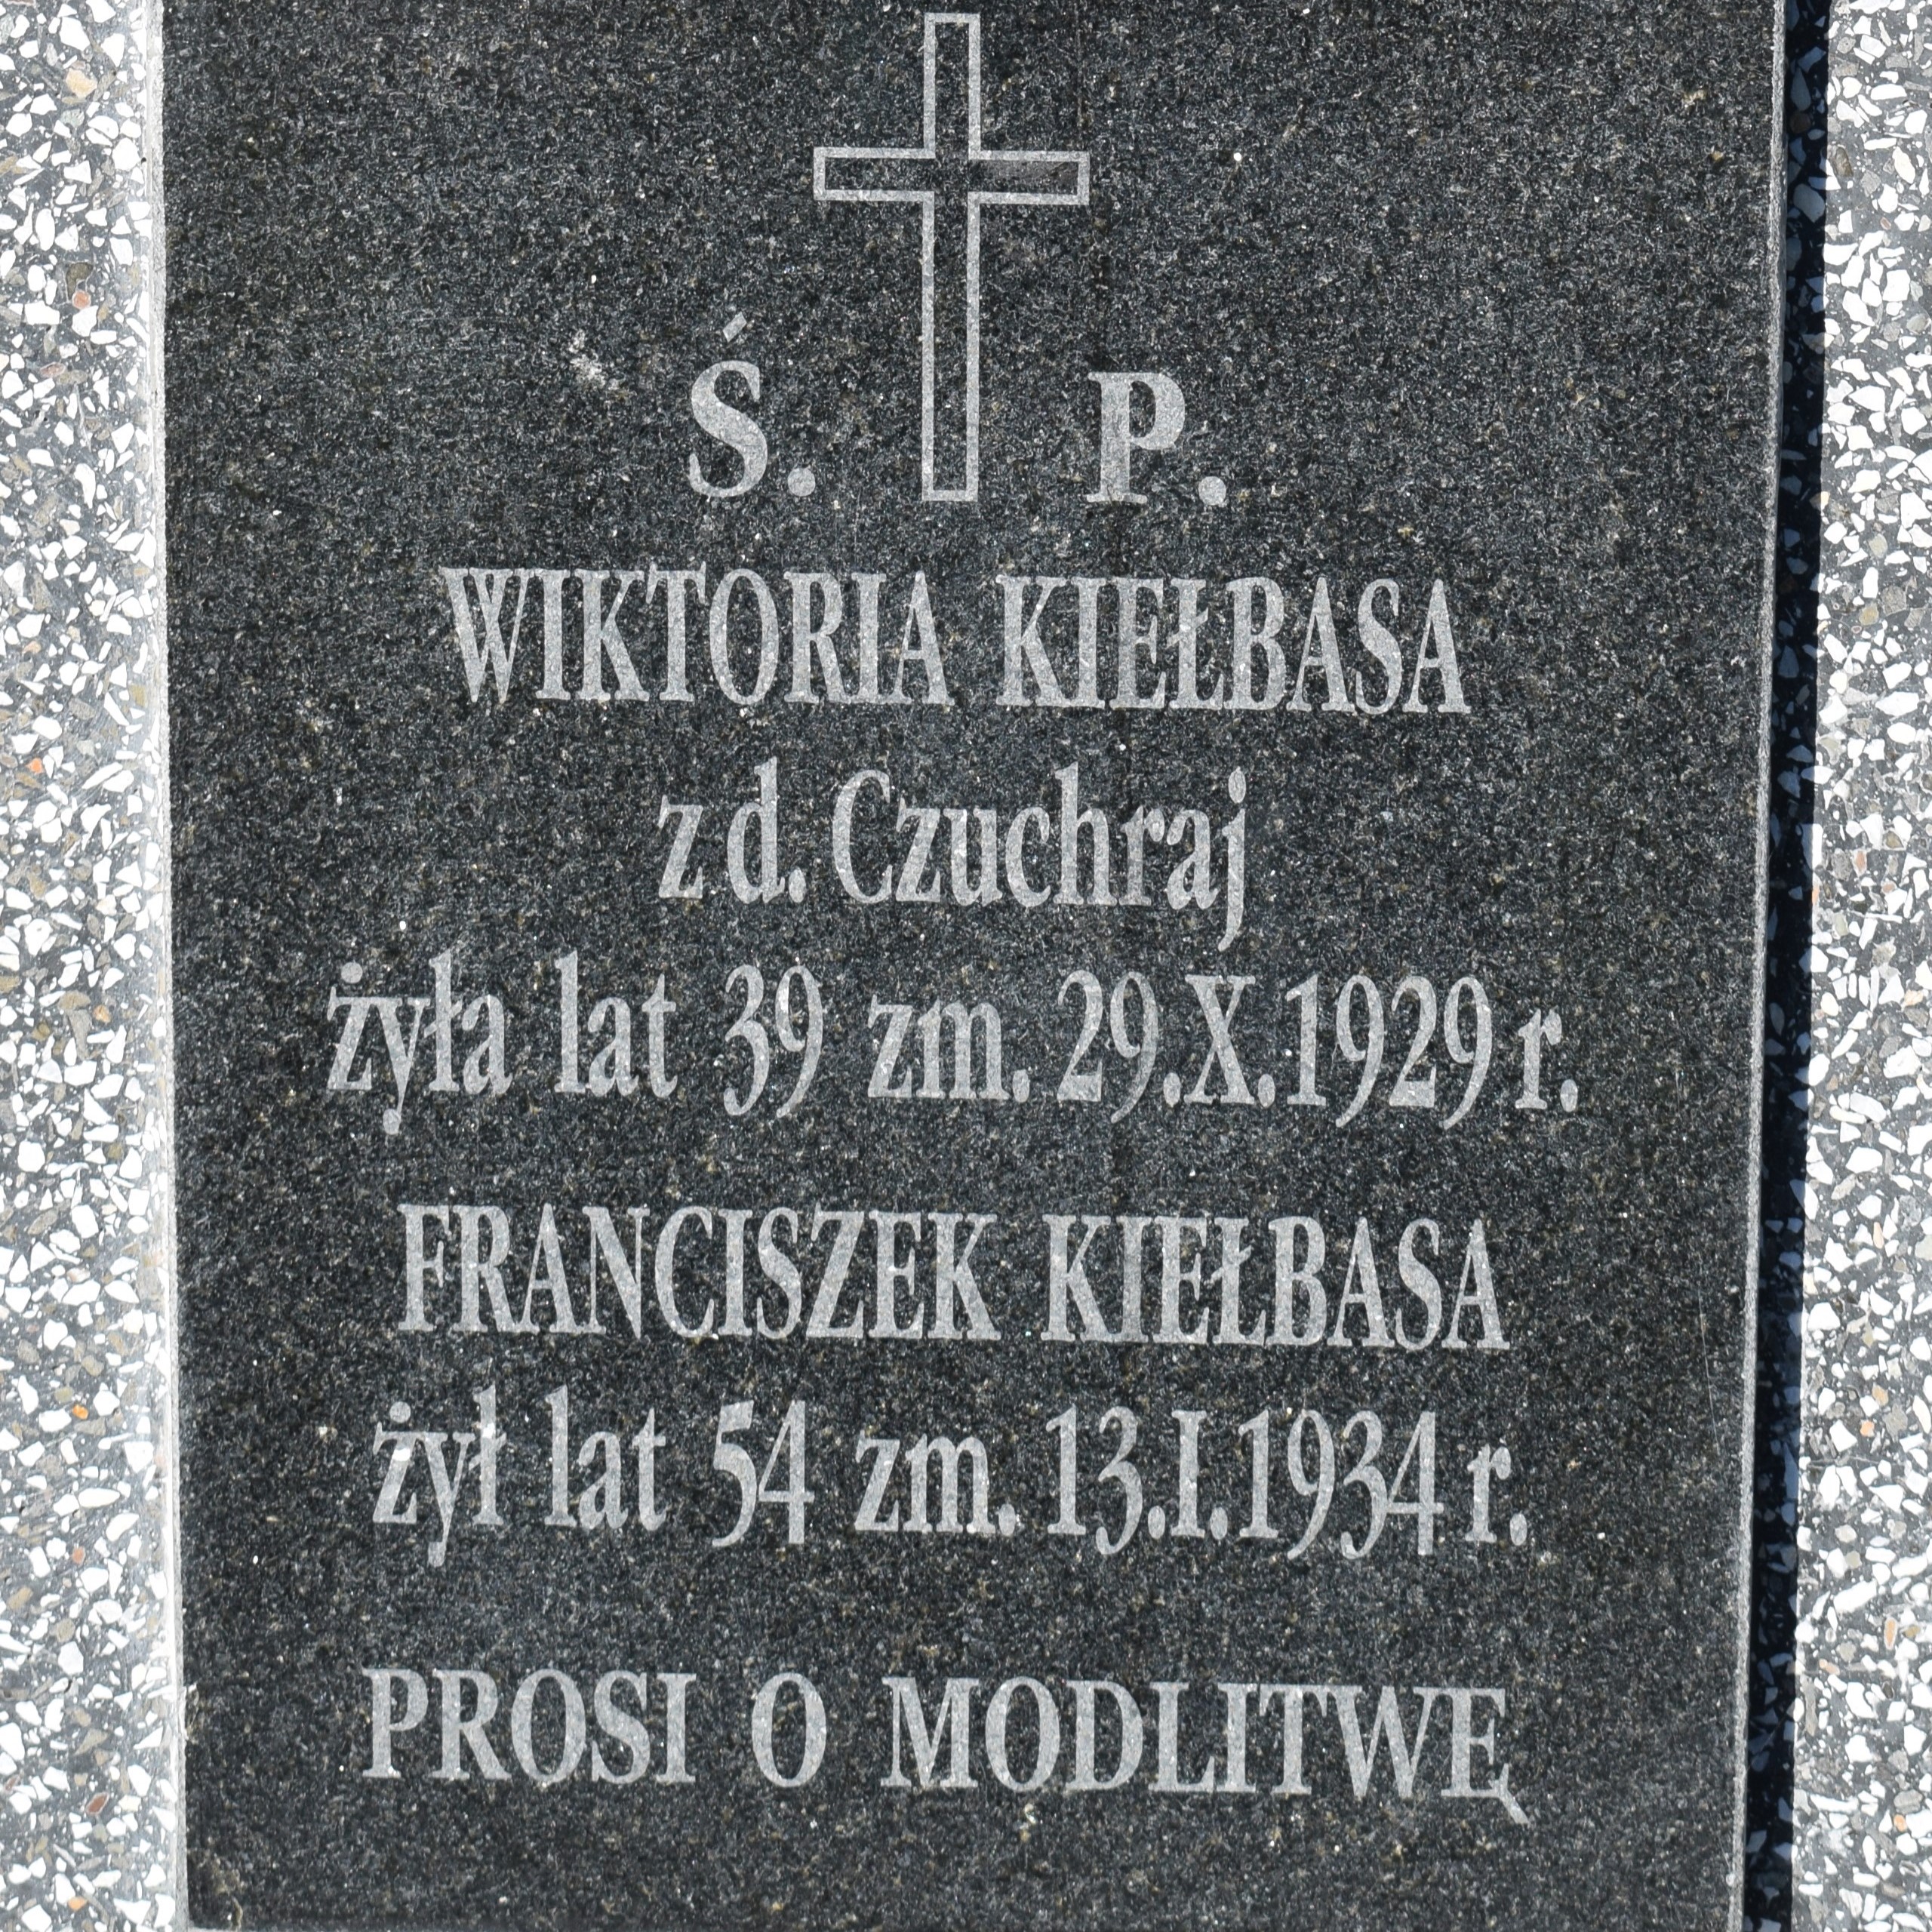 Ś. P.
WIKTORIA KIEŁBASA
z d. Czuchraj
żyła lat 39 zm. 29.X.1929 r.
FRANCISZEK KIEŁBASA
żył lat 54 zm. 13.I.1934 r.
PROSI O MODLITWĘ